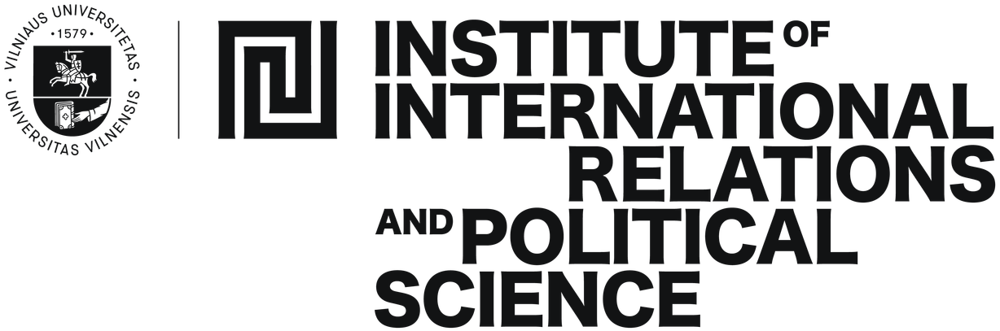 VILNIAUS UNIVERSITETAS
· 1579 ·
UNIVERSITAS VILNENSIS
INSTITUTE OF
INTERNATIONAL
RELATIONS
AND POLITICAL
SCIENCE